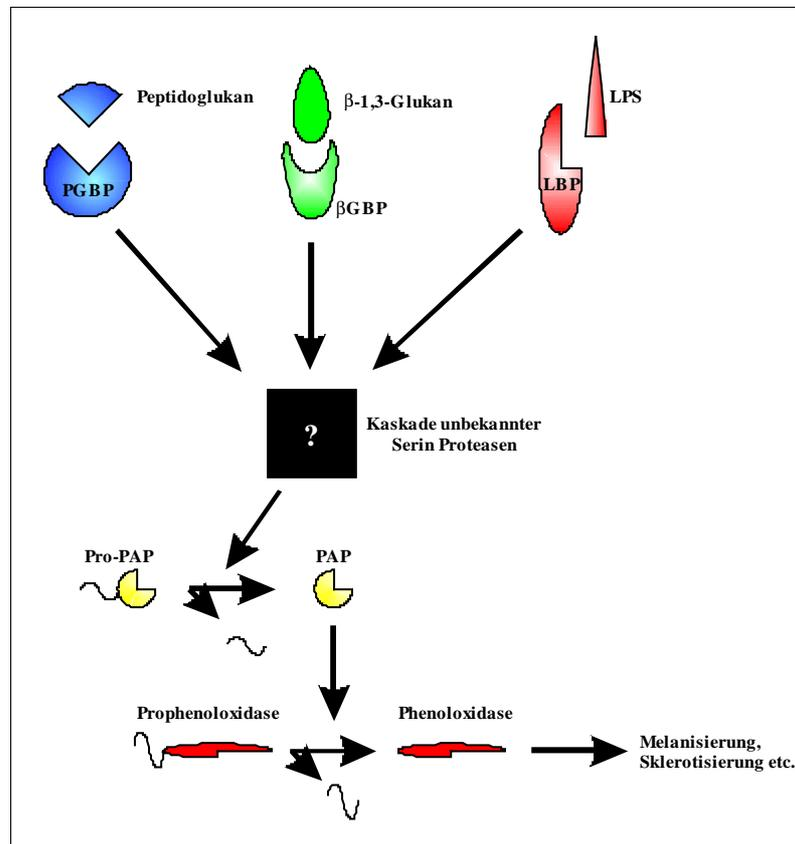 Peptidoglukan
β-1,3-Glukan
LPS
PGBP
βGBP
LBP
?
Kaskade unbekannter
Serin Proteasen
Pro-PAP
PAP
Prophenoloxidase
Phenoloxidase
Melanisierung,
Sklerotisierung etc.